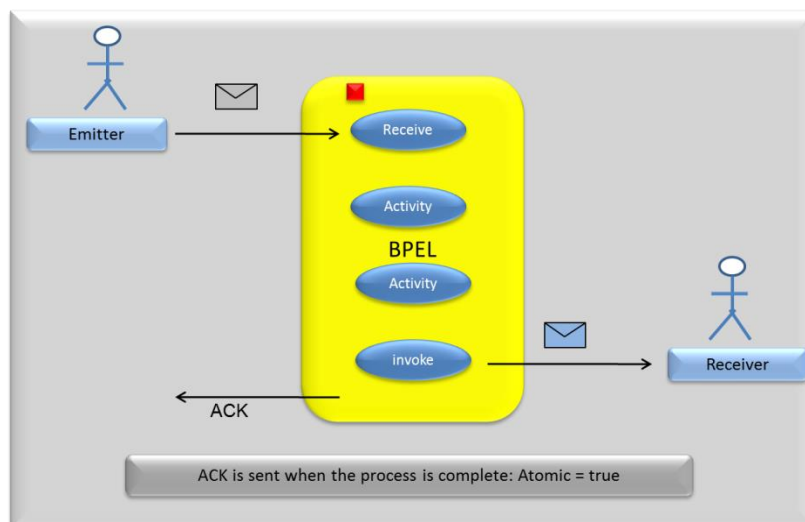 Emitter
Receive
Activity
BPEL
Activity
invoke
Receiver
ACK
ACK is sent when the process is complete: Atomic = true